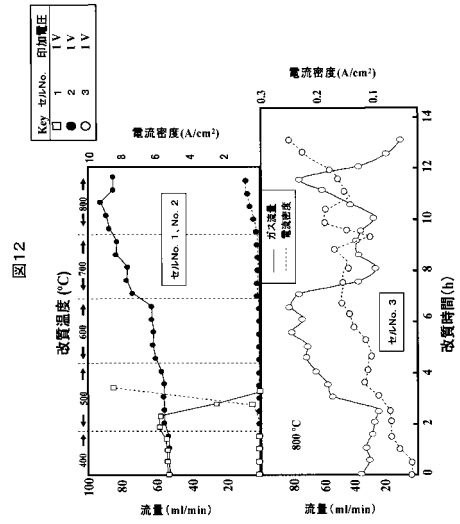 図12
Key セルNo. 印加電圧
1 1 V
2 1 V
3 1 V
改質温度 (°C)
400 500 600 700 800
流量 (ml/min)
100
80
60
40
20
電流密度(A/cm²)
10
8
6
4
2
セルNo. 1, No. 2
ガス流量
電流密度
流量 (ml/min)
80
60
40
20
0
電流密度(A/cm²)
0.3
0.2
0.1
800 °C
セルNo. 3
0 2 4 6 8 10 12 14
改質時間(h)